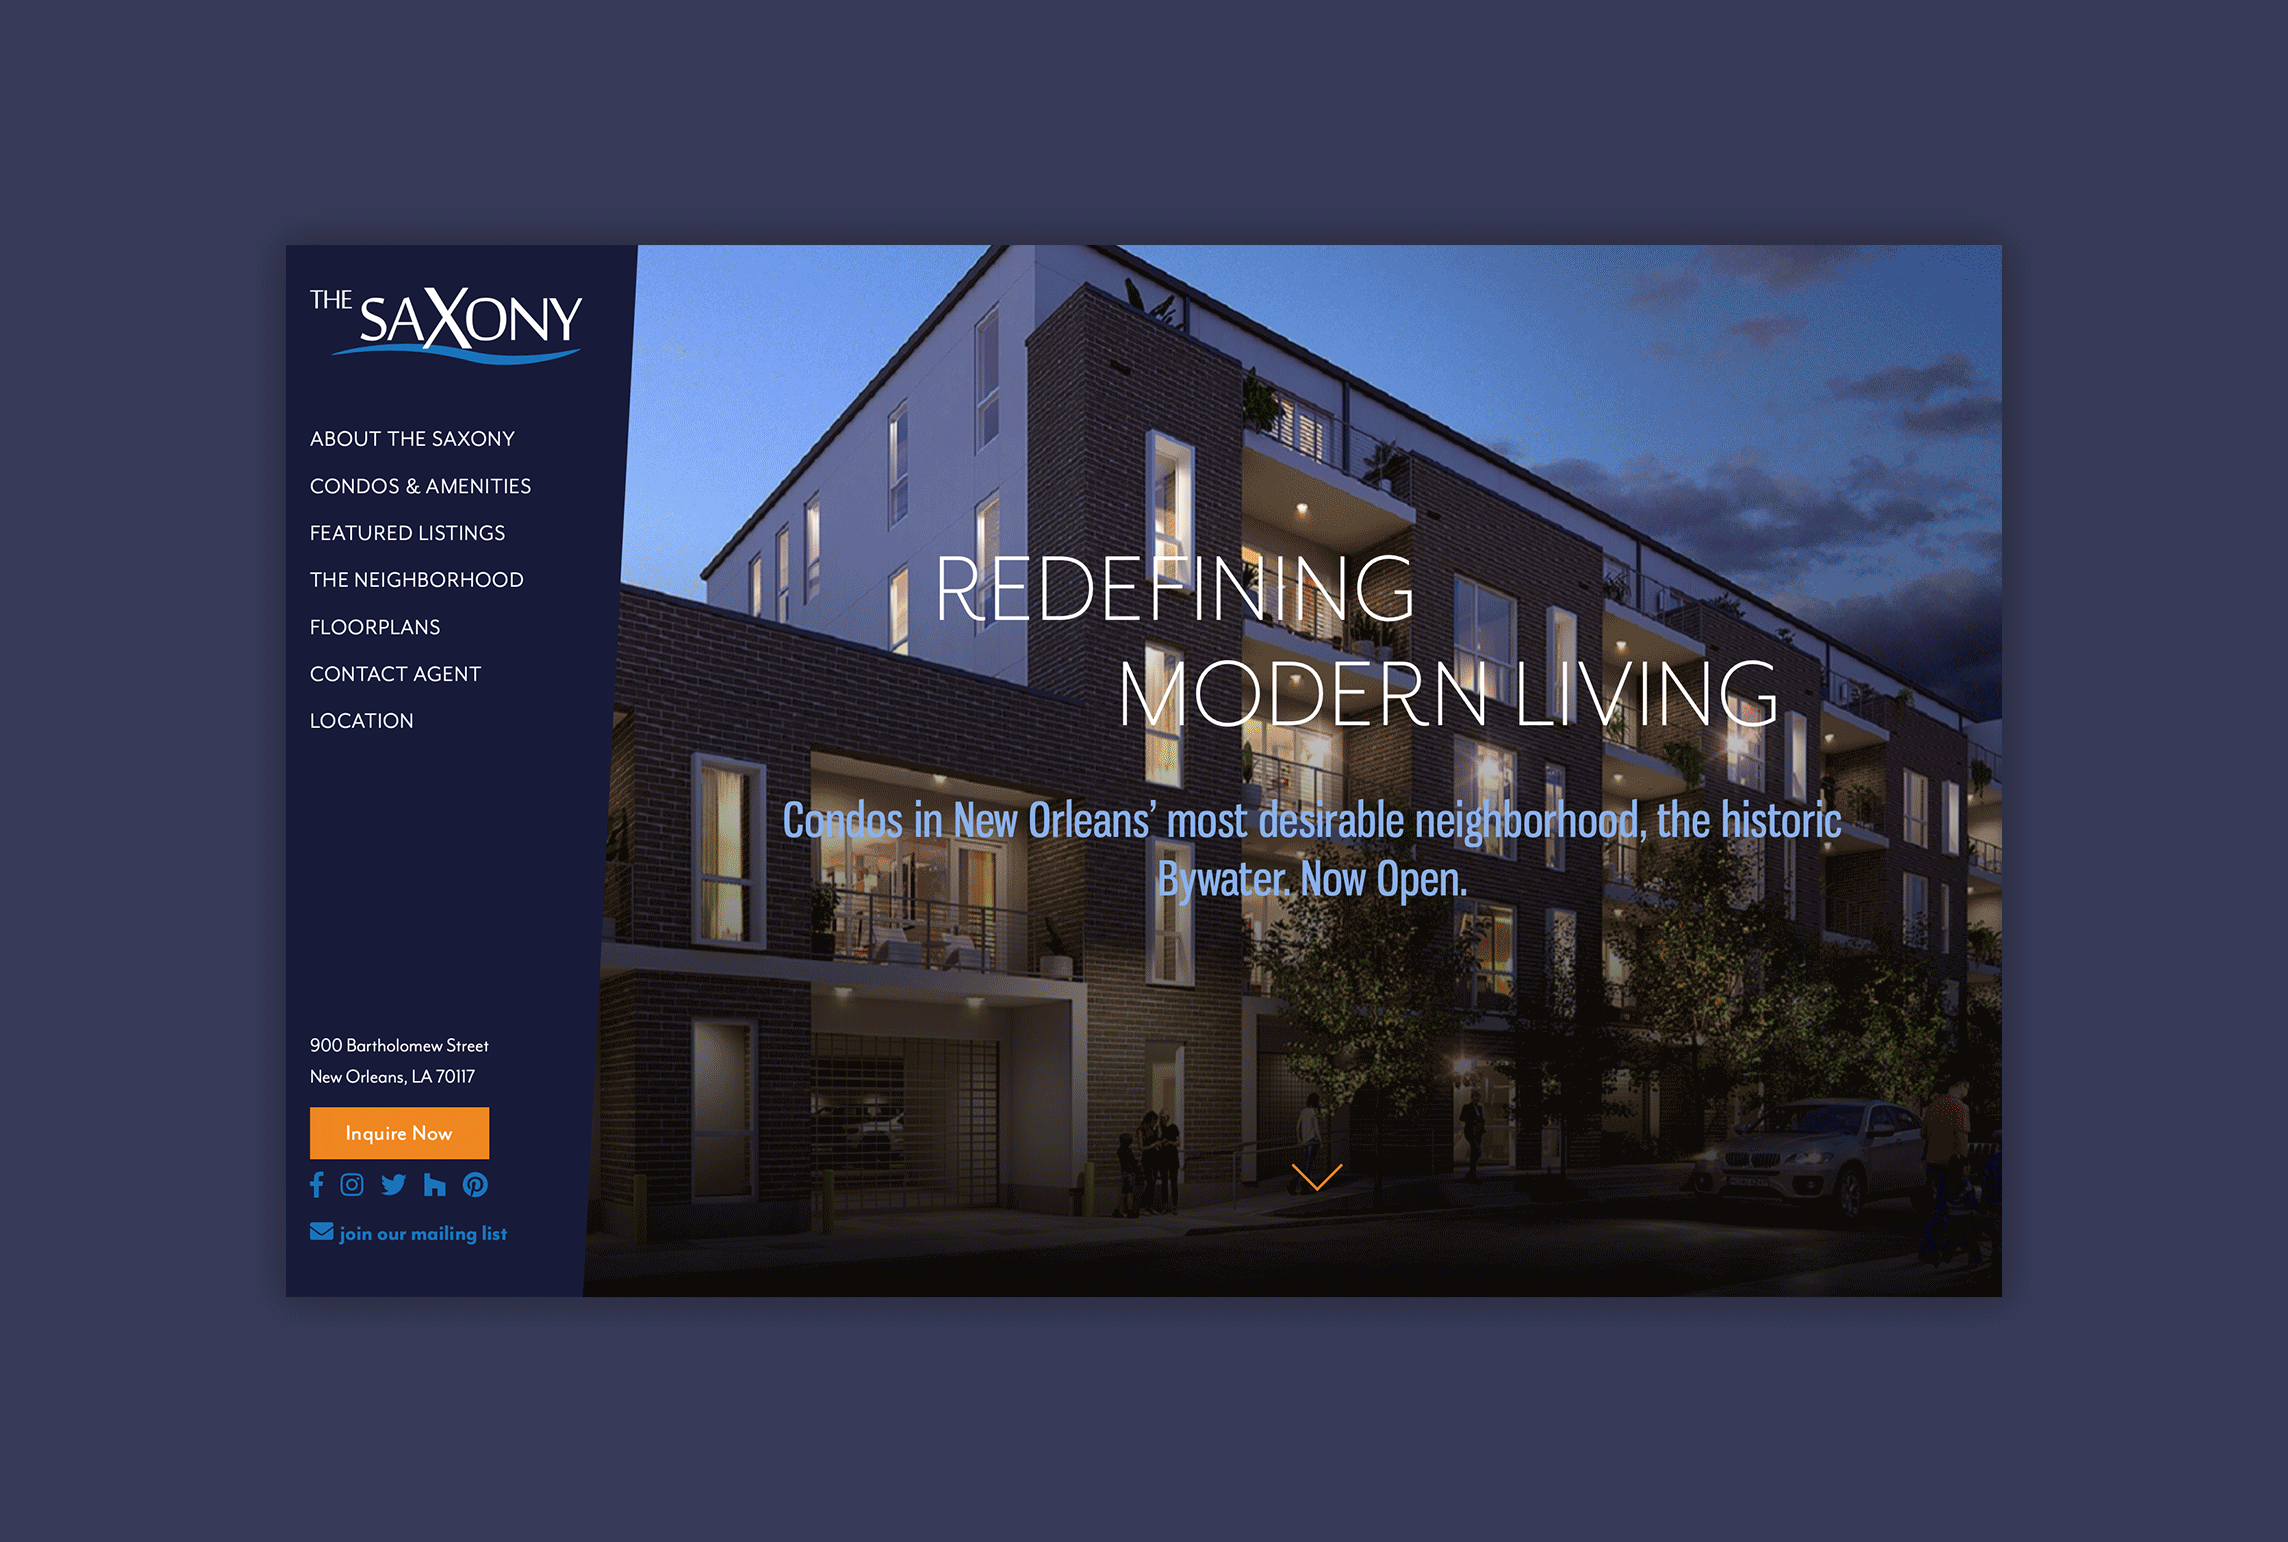 THE SAXONY
ABOUT THE SAXONY
CONDOS & AMENITIES
FEATURED LISTINGS
THE NEIGHBORHOOD
FLOORPLANS
CONTACT AGENT
LOCATION
900 Bartholomew Street
New Orleans, LA 70117
Inquire Now
join our mailing list
REDEFINING
MODERN LIVING
Condos in New Orleans’ most desirable neighborhood, the historic
Bywater. Now Open.